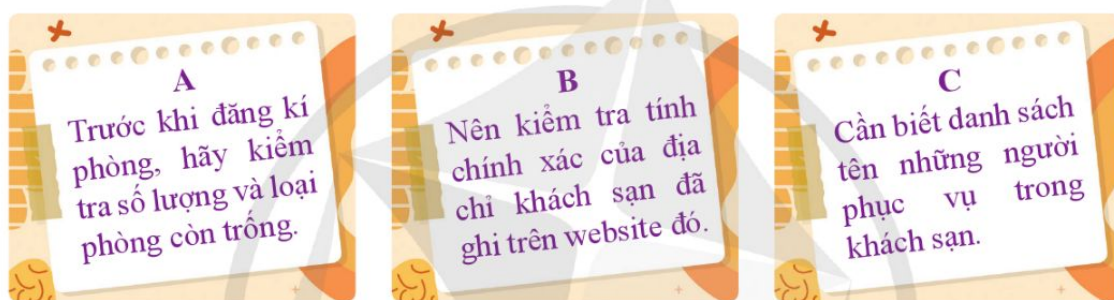 A
Trước khi đăng kí
phòng, hãy kiểm
tra số lượng và loại
phòng còn trống.
B
Nên kiểm tra tính
chính xác của địa
chỉ khách sạn đã
ghi trên website đó.
C
Cần biết danh sách
tên những người
phục vụ trong
khách sạn.